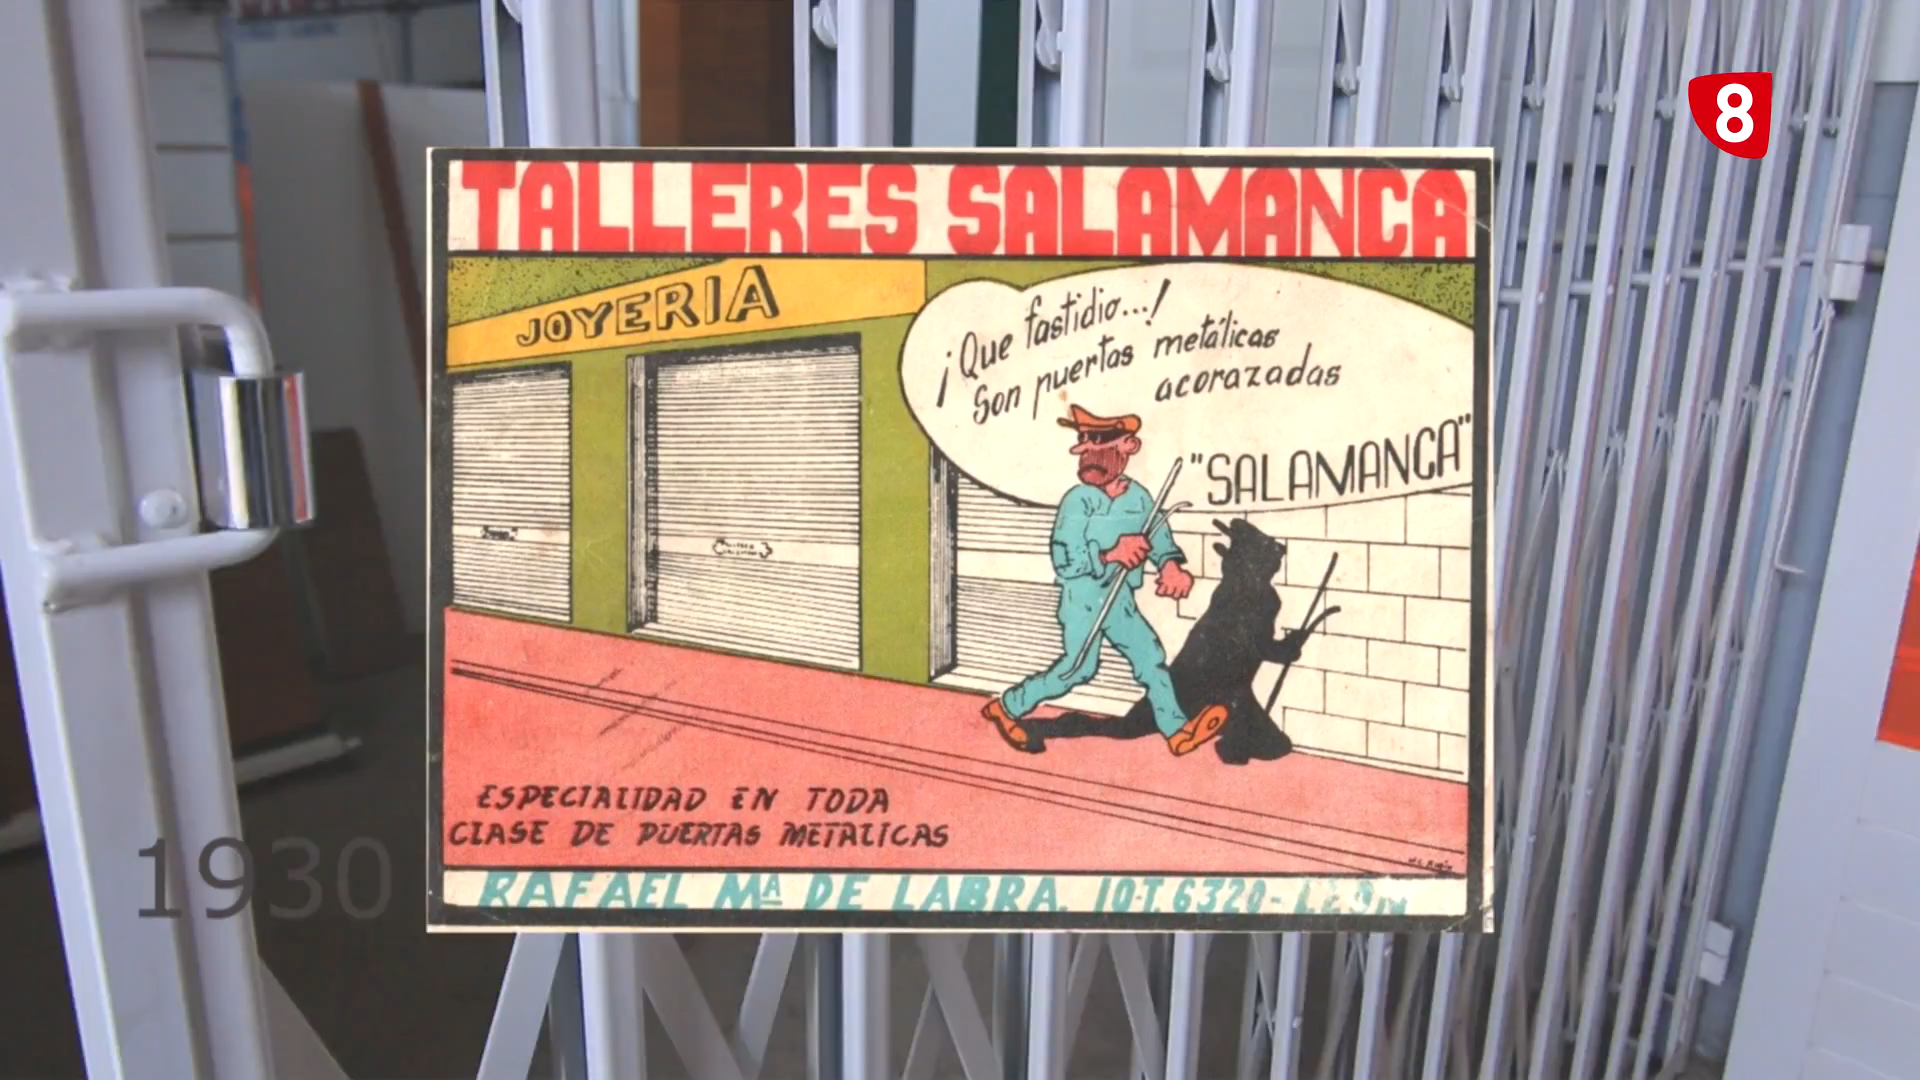 8
TALLERES SALAMANCA
JOYERIA
¡Que fastidio...!
Son puertas metálicas
acorazadas
"SALAMANCA"
ESPECIALIDAD EN TODA
CLASE DE PUERTAS METALICAS
1930
RAFAEL Mª DE LABRA. 10-T. 6320-LEON